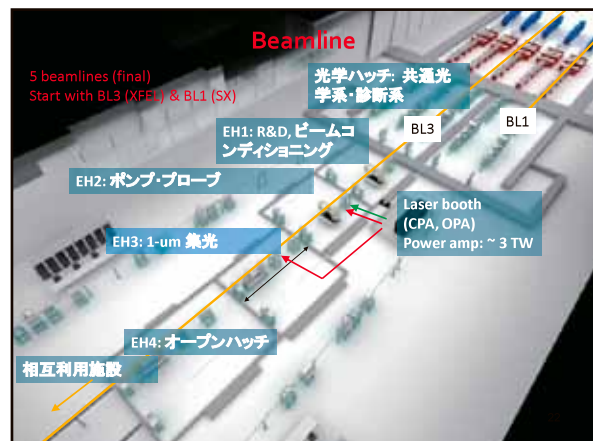 Beamline
5 beamlines (final)
Start with BL3 (XFEL) & BL1 (SX)
光学ハッチ: 共通光
学系・診断系
BL3
BL1
EH1: R&D, ビームコ
ンディショニング
EH2: ポンプ・プローブ
Laser booth
(CPA, OPA)
Power amp: ~ 3 TW
EH3: 1-um 集光
EH4: オープンハッチ
相互利用施設